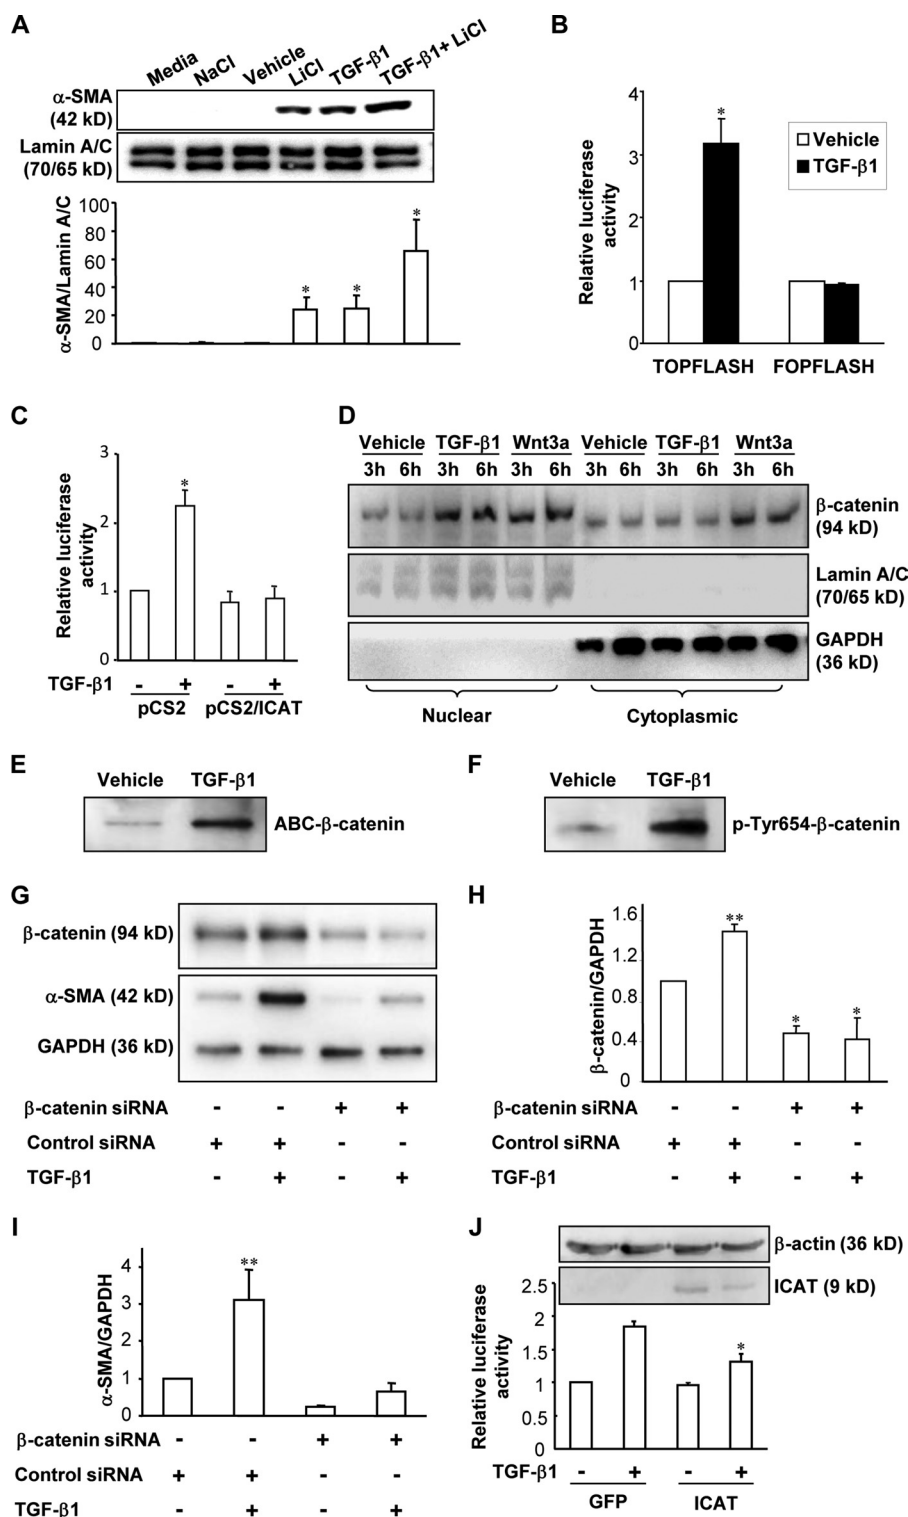 A
Media NaCl Vehicle LiCl TGF-β1 TGF-β1+ LiCl
α-SMA
(42 kD)
Lamin A/C
(70/65 kD)
α-SMA/Lamin A/C
100
80
60
40
20
0
* * *
B
Relative luciferase
activity
4
3
2
1
0
*
Vehicle
TGF-β1
TOPFLASH FOPFLASH
C
Relative luciferase
activity
3
2
1
0
*
TGF-β1 - + - +
pCS2 pCS2/ICAT
D
Vehicle TGF-β1 Wnt3a Vehicle TGF-β1 Wnt3a
3h 6h 3h 6h 3h 6h 3h 6h 3h 6h 3h 6h
β-catenin
(94 kD)
Lamin A/C
(70/65 kD)
GAPDH
(36 kD)
Nuclear Cytoplasmic
E
Vehicle TGF-β1
ABC-β-catenin
F
Vehicle TGF-β1
p-Tyr654-β-catenin
G
β-catenin (94 kD)
α-SMA (42 kD)
GAPDH (36 kD)
β-catenin siRNA - - + +
Control siRNA + + - -
TGF-β1 - + - +
H
β-catenin/GAPDH
1.6
1.2
0.8
0.4
0
** * *
β-catenin siRNA - - + +
Control siRNA + + - -
TGF-β1 - + - +
I
α-SMA/GAPDH
4
3
2
1
0
**
β-catenin siRNA - - + +
Control siRNA + + - -
TGF-β1 - + - +
J
β-actin (36 kD)
ICAT (9 kD)
Relative luciferase
activity
2.5
2
1.5
1
0.5
0
*
TGF-β1 - + - +
GFP ICAT